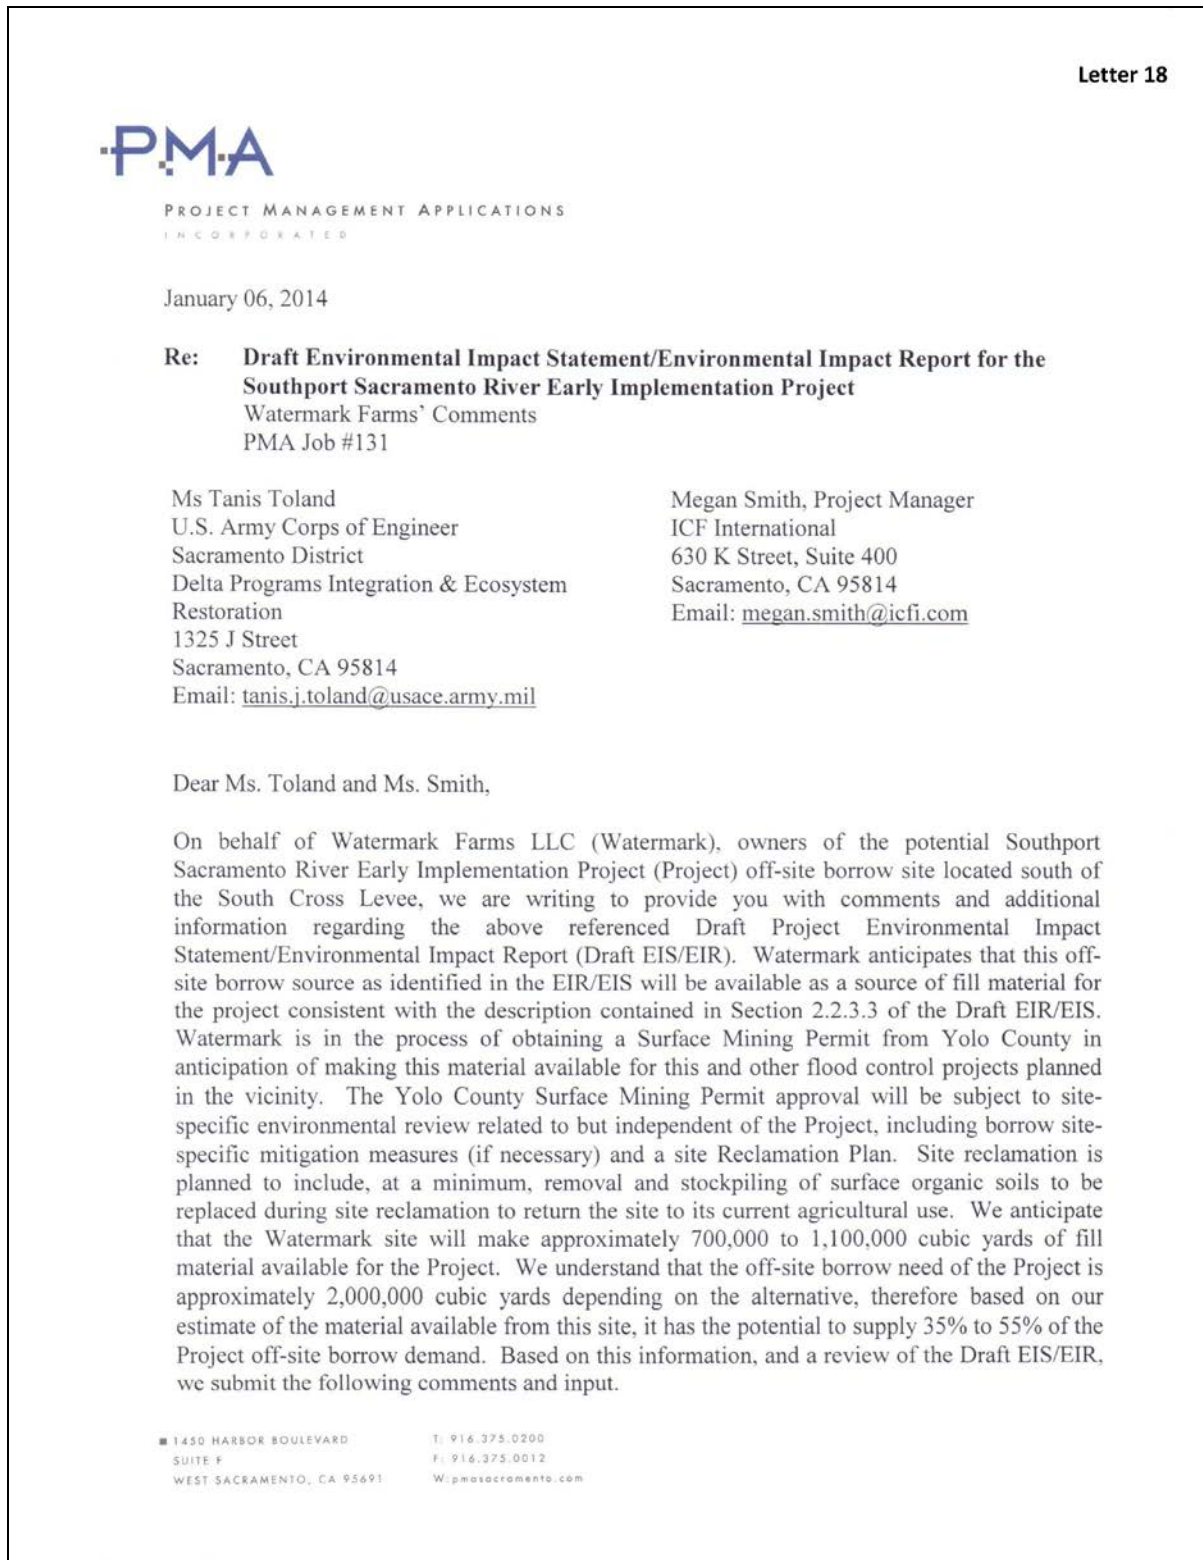 Letter 18
PMA
PROJECT MANAGEMENT APPLICATIONS
INCORPORATED
January 06, 2014
Re: Draft Environmental Impact Statement/Environmental Impact Report for the
Southport Sacramento River Early Implementation Project
Watermark Farms' Comments
PMA Job #131
Ms Tanis Toland
U.S. Army Corps of Engineer
Sacramento District
Delta Programs Integration & Ecosystem
Restoration
1325 J Street
Sacramento, CA 95814
Email: tanis.j.toland@usace.army.mil
Megan Smith, Project Manager
ICF International
630 K Street, Suite 400
Sacramento, CA 95814
Email: megan.smith@icfi.com
Dear Ms. Toland and Ms. Smith,
On behalf of Watermark Farms LLC (Watermark), owners of the potential Southport
Sacramento River Early Implementation Project (Project) off-site borrow site located south of
the South Cross Levee, we are writing to provide you with comments and additional
information regarding the above referenced Draft Project Environmental Impact
Statement/Environmental Impact Report (Draft EIS/EIR). Watermark anticipates that this off-
site borrow source as identified in the EIR/EIS will be available as a source of fill material for
the project consistent with the description contained in Section 2.2.3.3 of the Draft EIR/EIS.
Watermark is in the process of obtaining a Surface Mining Permit from Yolo County in
anticipation of making this material available for this and other flood control projects planned
in the vicinity. The Yolo County Surface Mining Permit approval will be subject to site-
specific environmental review related to but independent of the Project, including borrow site-
specific mitigation measures (if necessary) and a site Reclamation Plan. Site reclamation is
planned to include, at a minimum, removal and stockpiling of surface organic soils to be
replaced during site reclamation to return the site to its current agricultural use. We anticipate
that the Watermark site will make approximately 700,000 to 1,100,000 cubic yards of fill
material available for the Project. We understand that the off-site borrow need of the Project is
approximately 2,000,000 cubic yards depending on the alternative, therefore based on our
estimate of the material available from this site, it has the potential to supply 35% to 55% of the
Project off-site borrow demand. Based on this information, and a review of the Draft EIS/EIR,
we submit the following comments and input.
1450 HARBOR BOULEVARD
SUITE F
WEST SACRAMENTO, CA 95691
T: 916.375.0200
F: 916.375.0012
W: pmasacramento.com